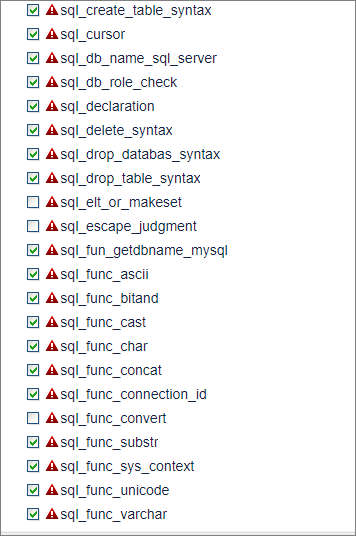 sql_create_table_syntax
sql_cursor
sql_db_name_sql_server
sql_db_role_check
sql_declaration
sql_delete_syntax
sql_drop_databas_syntax
sql_drop_table_syntax
sql_elt_or_makeset
sql_escape_judgment
sql_fun_getdbname_mysql
sql_func_ascii
sql_func_bitand
sql_func_cast
sql_func_char
sql_func_concat
sql_func_connection_id
sql_func_convert
sql_func_substr
sql_func_sys_context
sql_func_unicode
sql_func_varchar